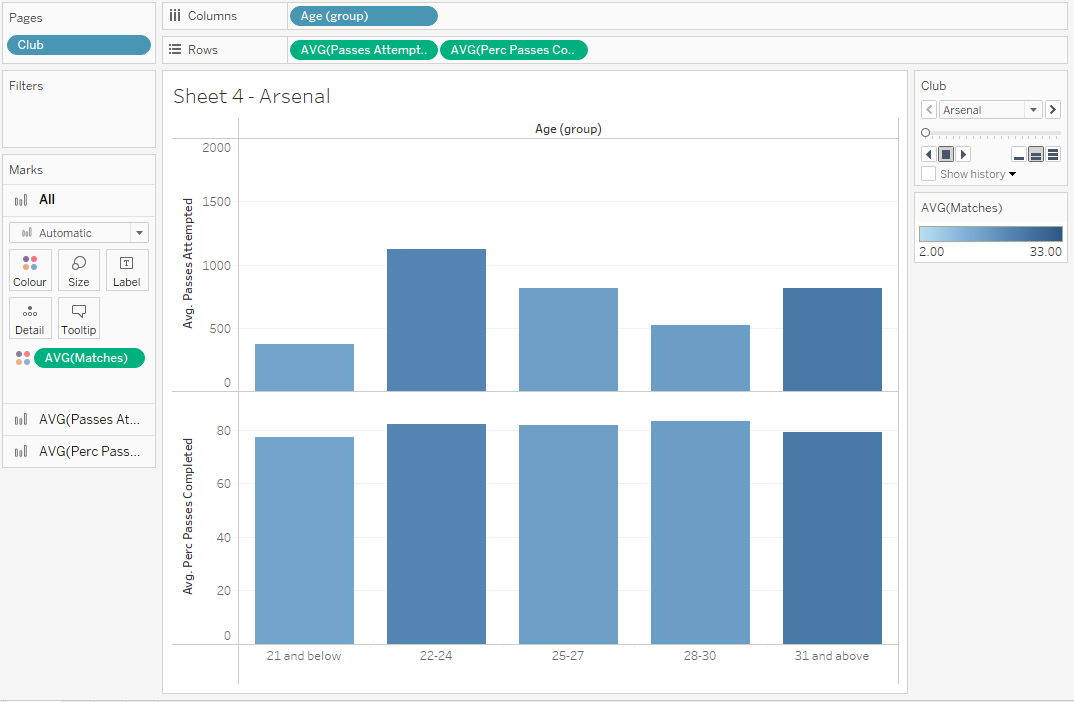 Pages
Club
Columns
Age (group)
Rows
AVG(Passes Attempt..
AVG(Perc Passes Co..
Filters
Marks
All
Automatic
Colour
Size
Label
Detail
Tooltip
AVG(Matches)
AVG(Passes At...
AVG(Perc Pass...
Sheet 4 - Arsenal
Age (group)
Avg. Passes Attempted
2000
1500
1000
500
0
Avg. Perc Passes Completed
80
60
40
20
0
21 and below
22-24
25-27
28-30
31 and above
Club
Arsenal
Show history
AVG(Matches)
2.00
33.00